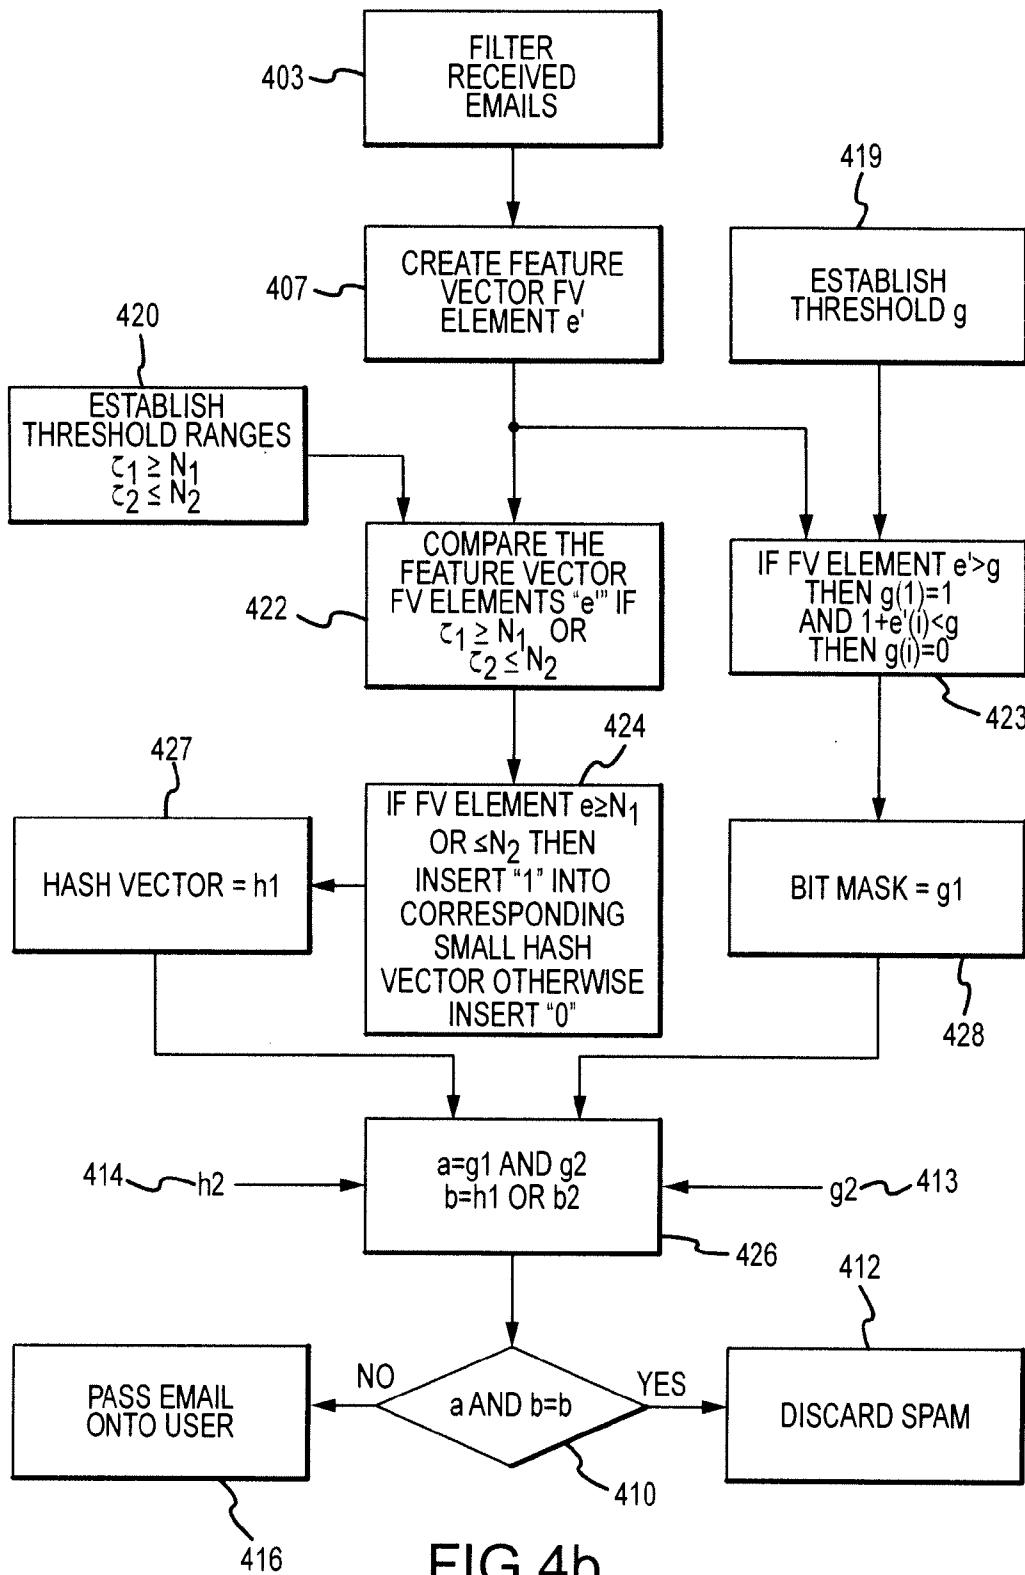 FILTER
RECEIVED
EMAILS
403
419
CREATE FEATURE
VECTOR FV
ELEMENT e'
407
ESTABLISH
THRESHOLD g
420
ESTABLISH
THRESHOLD RANGES
ζ1 ≥ N1
ζ2 ≤ N2
COMPARE THE
FEATURE VECTOR
FV ELEMENTS "e'" IF
ζ1 ≥ N1 OR
ζ2 ≤ N2
422
IF FV ELEMENT e'>g
THEN g(1)=1
AND 1+e'(i)<g
THEN g(i)=0
423
424
427
HASH VECTOR = h1
IF FV ELEMENT e≥N1
OR ≤N2 THEN
INSERT "1" INTO
CORRESPONDING
SMALL HASH
VECTOR OTHERWISE
INSERT "0"
BIT MASK = g1
428
a=g1 AND g2
b=h1 OR b2
414
h2
g2
413
426
412
PASS EMAIL
ONTO USER
NO
a AND b=b
YES
DISCARD SPAM
410
416
FIG.4b